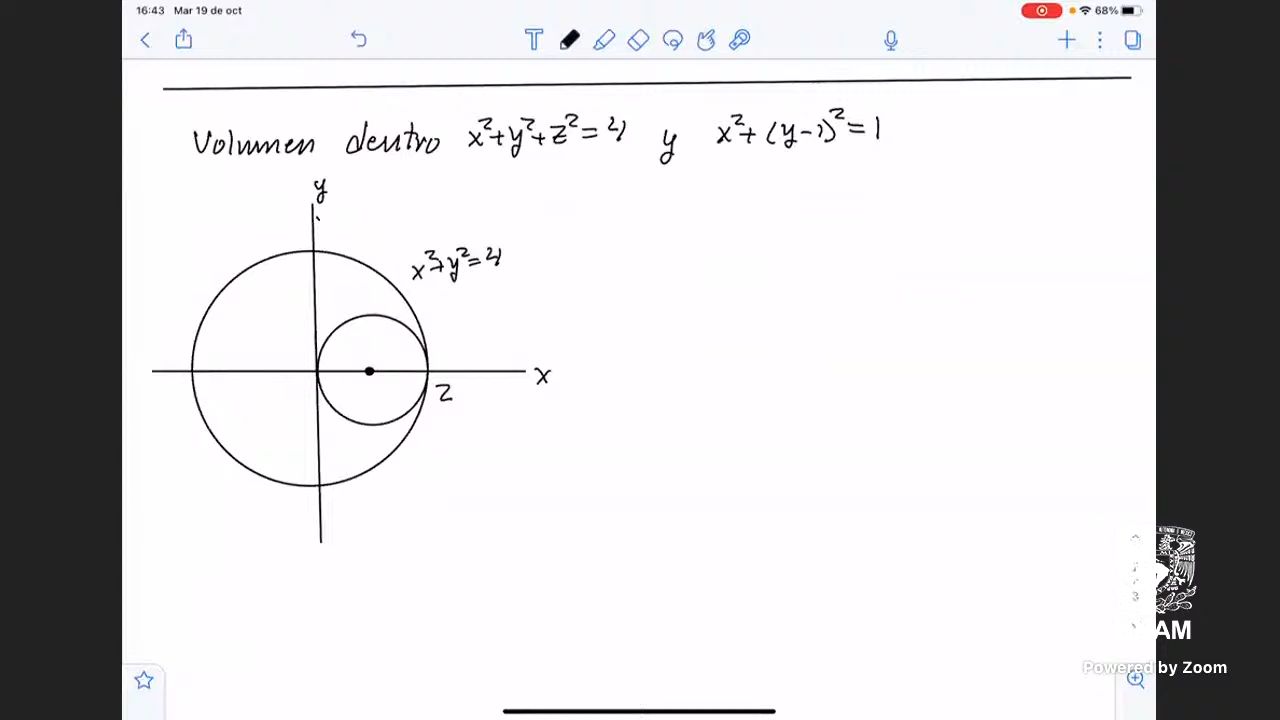 16:43 Mar 19 de oct
68%
Volumen dentro x²+y²+z²=4 y x²+(y-1)²=1
y
x²+y²=4
x
2
AM
Powered by Zoom